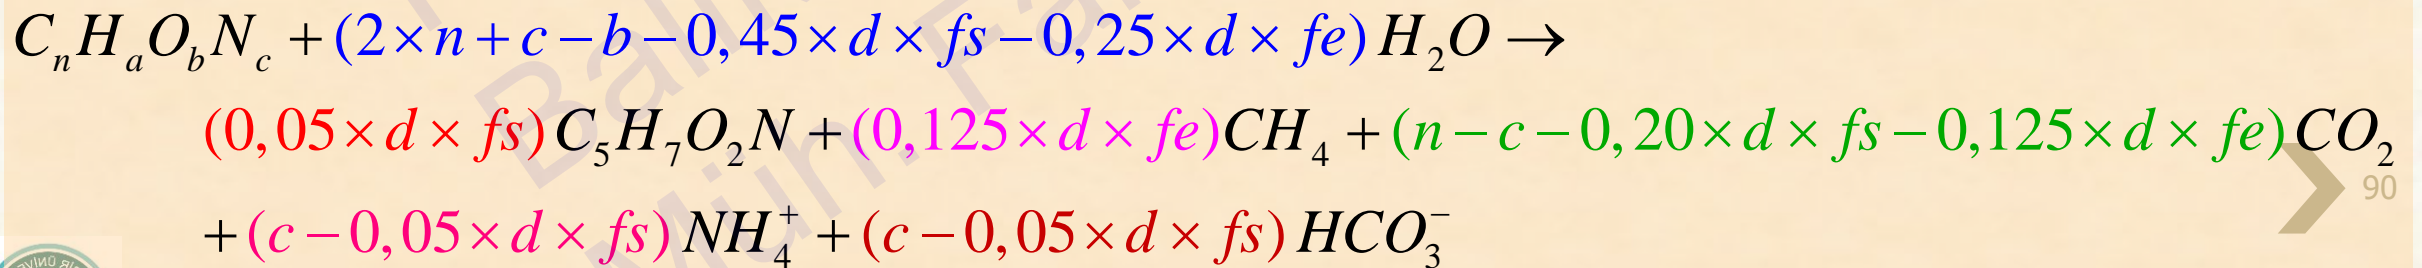 CₙHₐO_bN_c + (2×n+c−b−0,45×d×fs−0,25×d×fe) H₂O →
(0,05×d×fs) C₅H₇O₂N + (0,125×d×fe) CH₄ + (n−c−0,20×d×fs−0,125×d×fe) CO₂
90
+ (c−0,05×d×fs) NH₄⁺ + (c−0,05×d×fs) HCO₃⁻